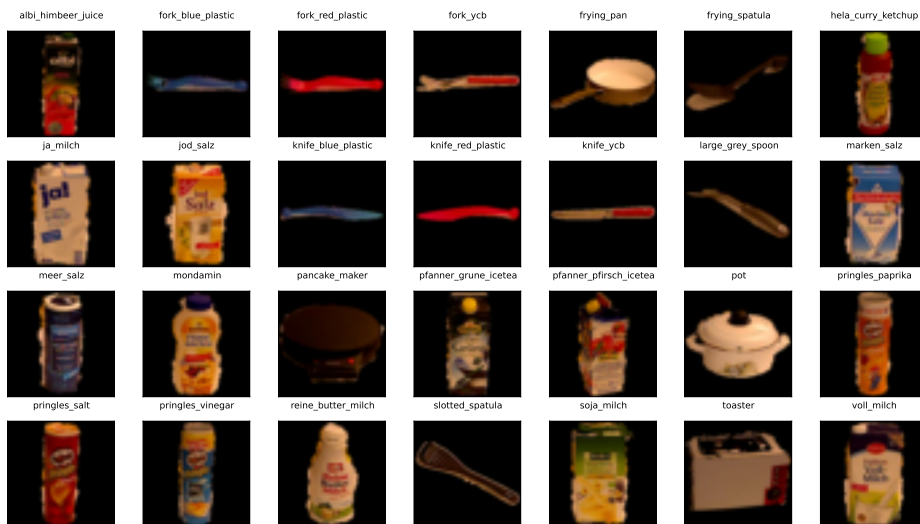 albi_himbeer_juice fork_blue_plastic fork_red_plastic fork_ycb frying_pan frying_spatula hela_curry_ketchup
ja_milch jod_salz knife_blue_plastic knife_red_plastic knife_ycb large_grey_spoon marken_salz
ja!
Salz
meer_salz mondamin pancake_maker pfanner_grune_icetea pfanner_pfirsch_icetea pot pringles_paprika
pringles_salt pringles_vinegar reine_butter_milch slotted_spatula soja_milch toaster voll_milch